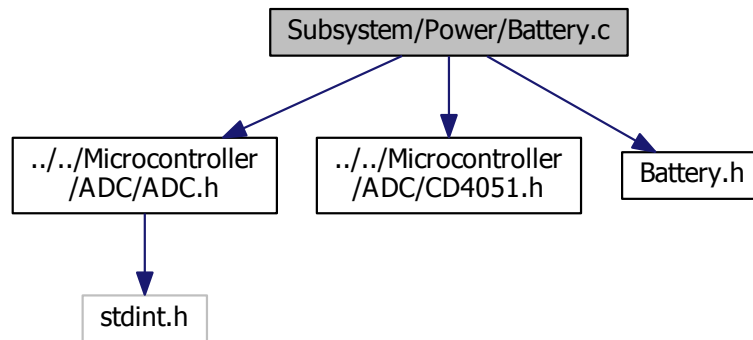 Subsystem/Power/Battery.c
../../Microcontroller
/ADC/ADC.h
../../Microcontroller
/ADC/CD4051.h
Battery.h
stdint.h